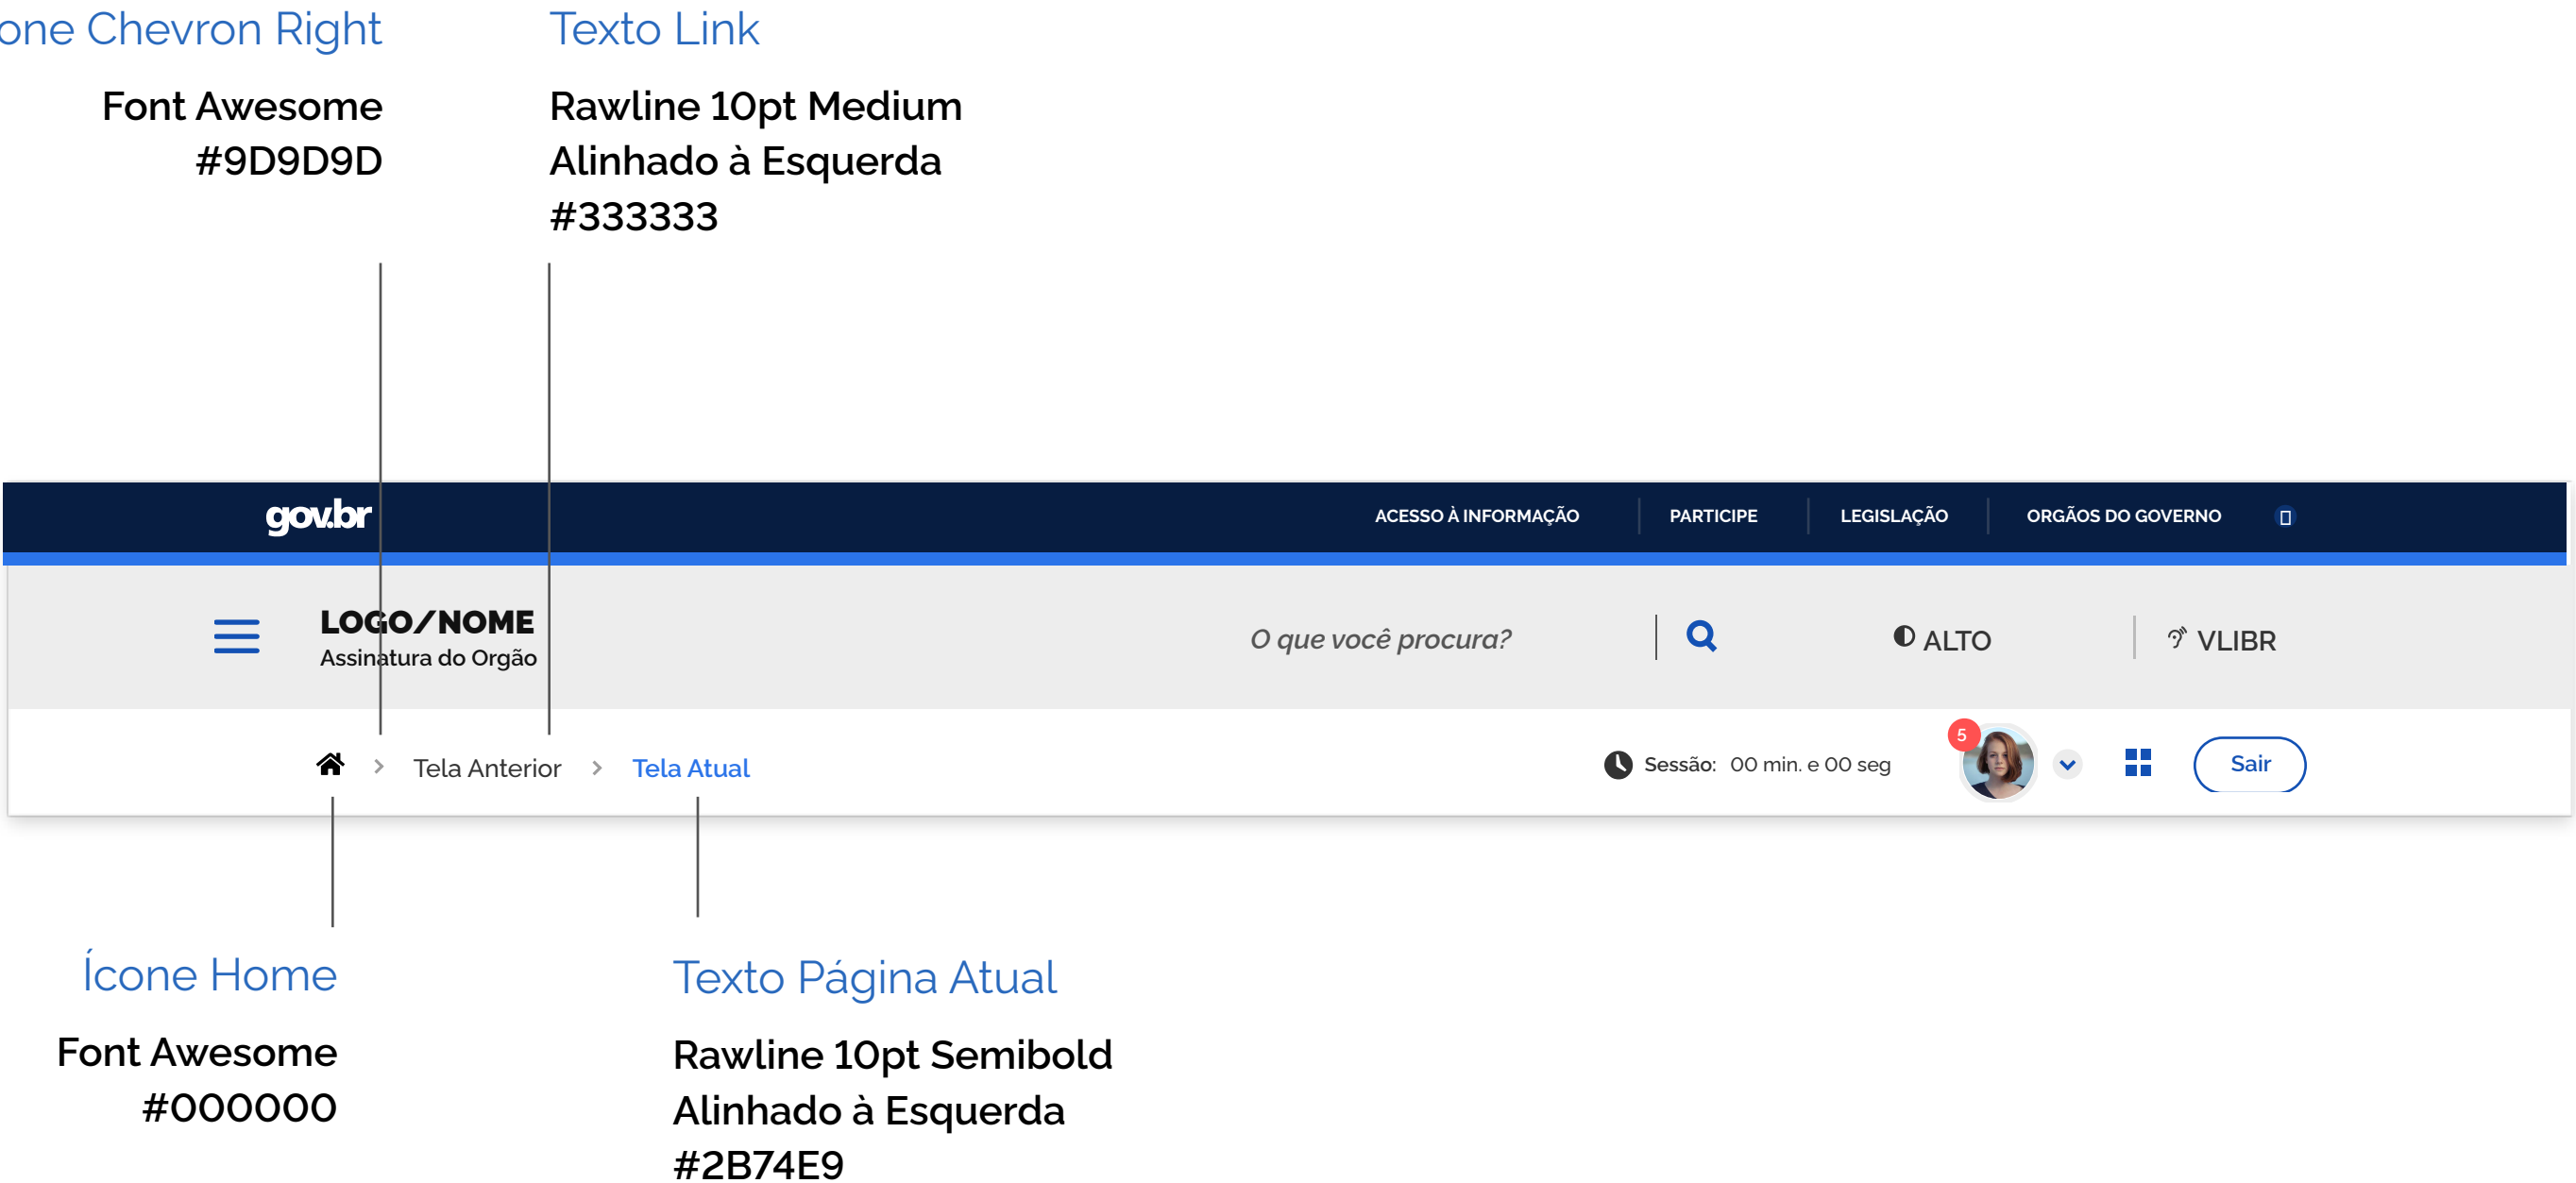 one Chevron Right
Font Awesome
#9D9D9D
Texto Link
Rawline 10pt Medium
Alinhado à Esquerda
#333333
gov.br
ACESSO À INFORMAÇÃO
PARTICIPE
LEGISLAÇÃO
ORGÃOS DO GOVERNO
LOGO/NOME
Assinatura do Orgão
O que você procura?
ALTO
VLIBR
Tela Anterior
Tela Atual
Sessão: 00 min. e 00 seg
5
Sair
Ícone Home
Font Awesome
#000000
Texto Página Atual
Rawline 10pt Semibold
Alinhado à Esquerda
#2B74E9